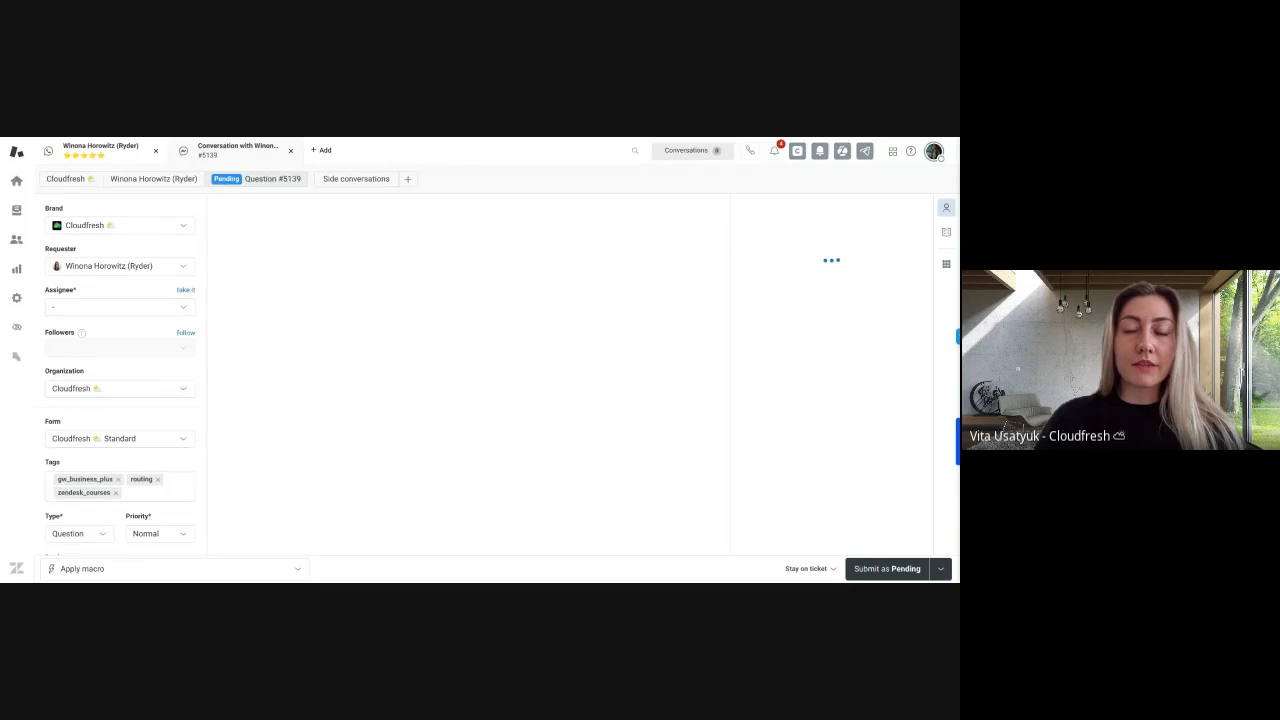 Winona Horowitz (Ryder)
Conversation with Winon...
#5139
+ Add
Conversations 0
4
Cloudfresh ⛅
Winona Horowitz (Ryder)
Pending Question #5139
Side conversations
+
Brand
Cloudfresh ⛅
Requester
Winona Horowitz (Ryder)
Assignee*
take it
-
Followers
follow
Organization
Cloudfresh ⛅
Form
Cloudfresh ⛅ Standard
Tags
gw_business_plus ×
routing ×
zendesk_courses ×
Type*
Priority*
Question
Normal
Apply macro
Stay on ticket
Submit as Pending
Vita Usatyuk - Cloudfresh ⛅